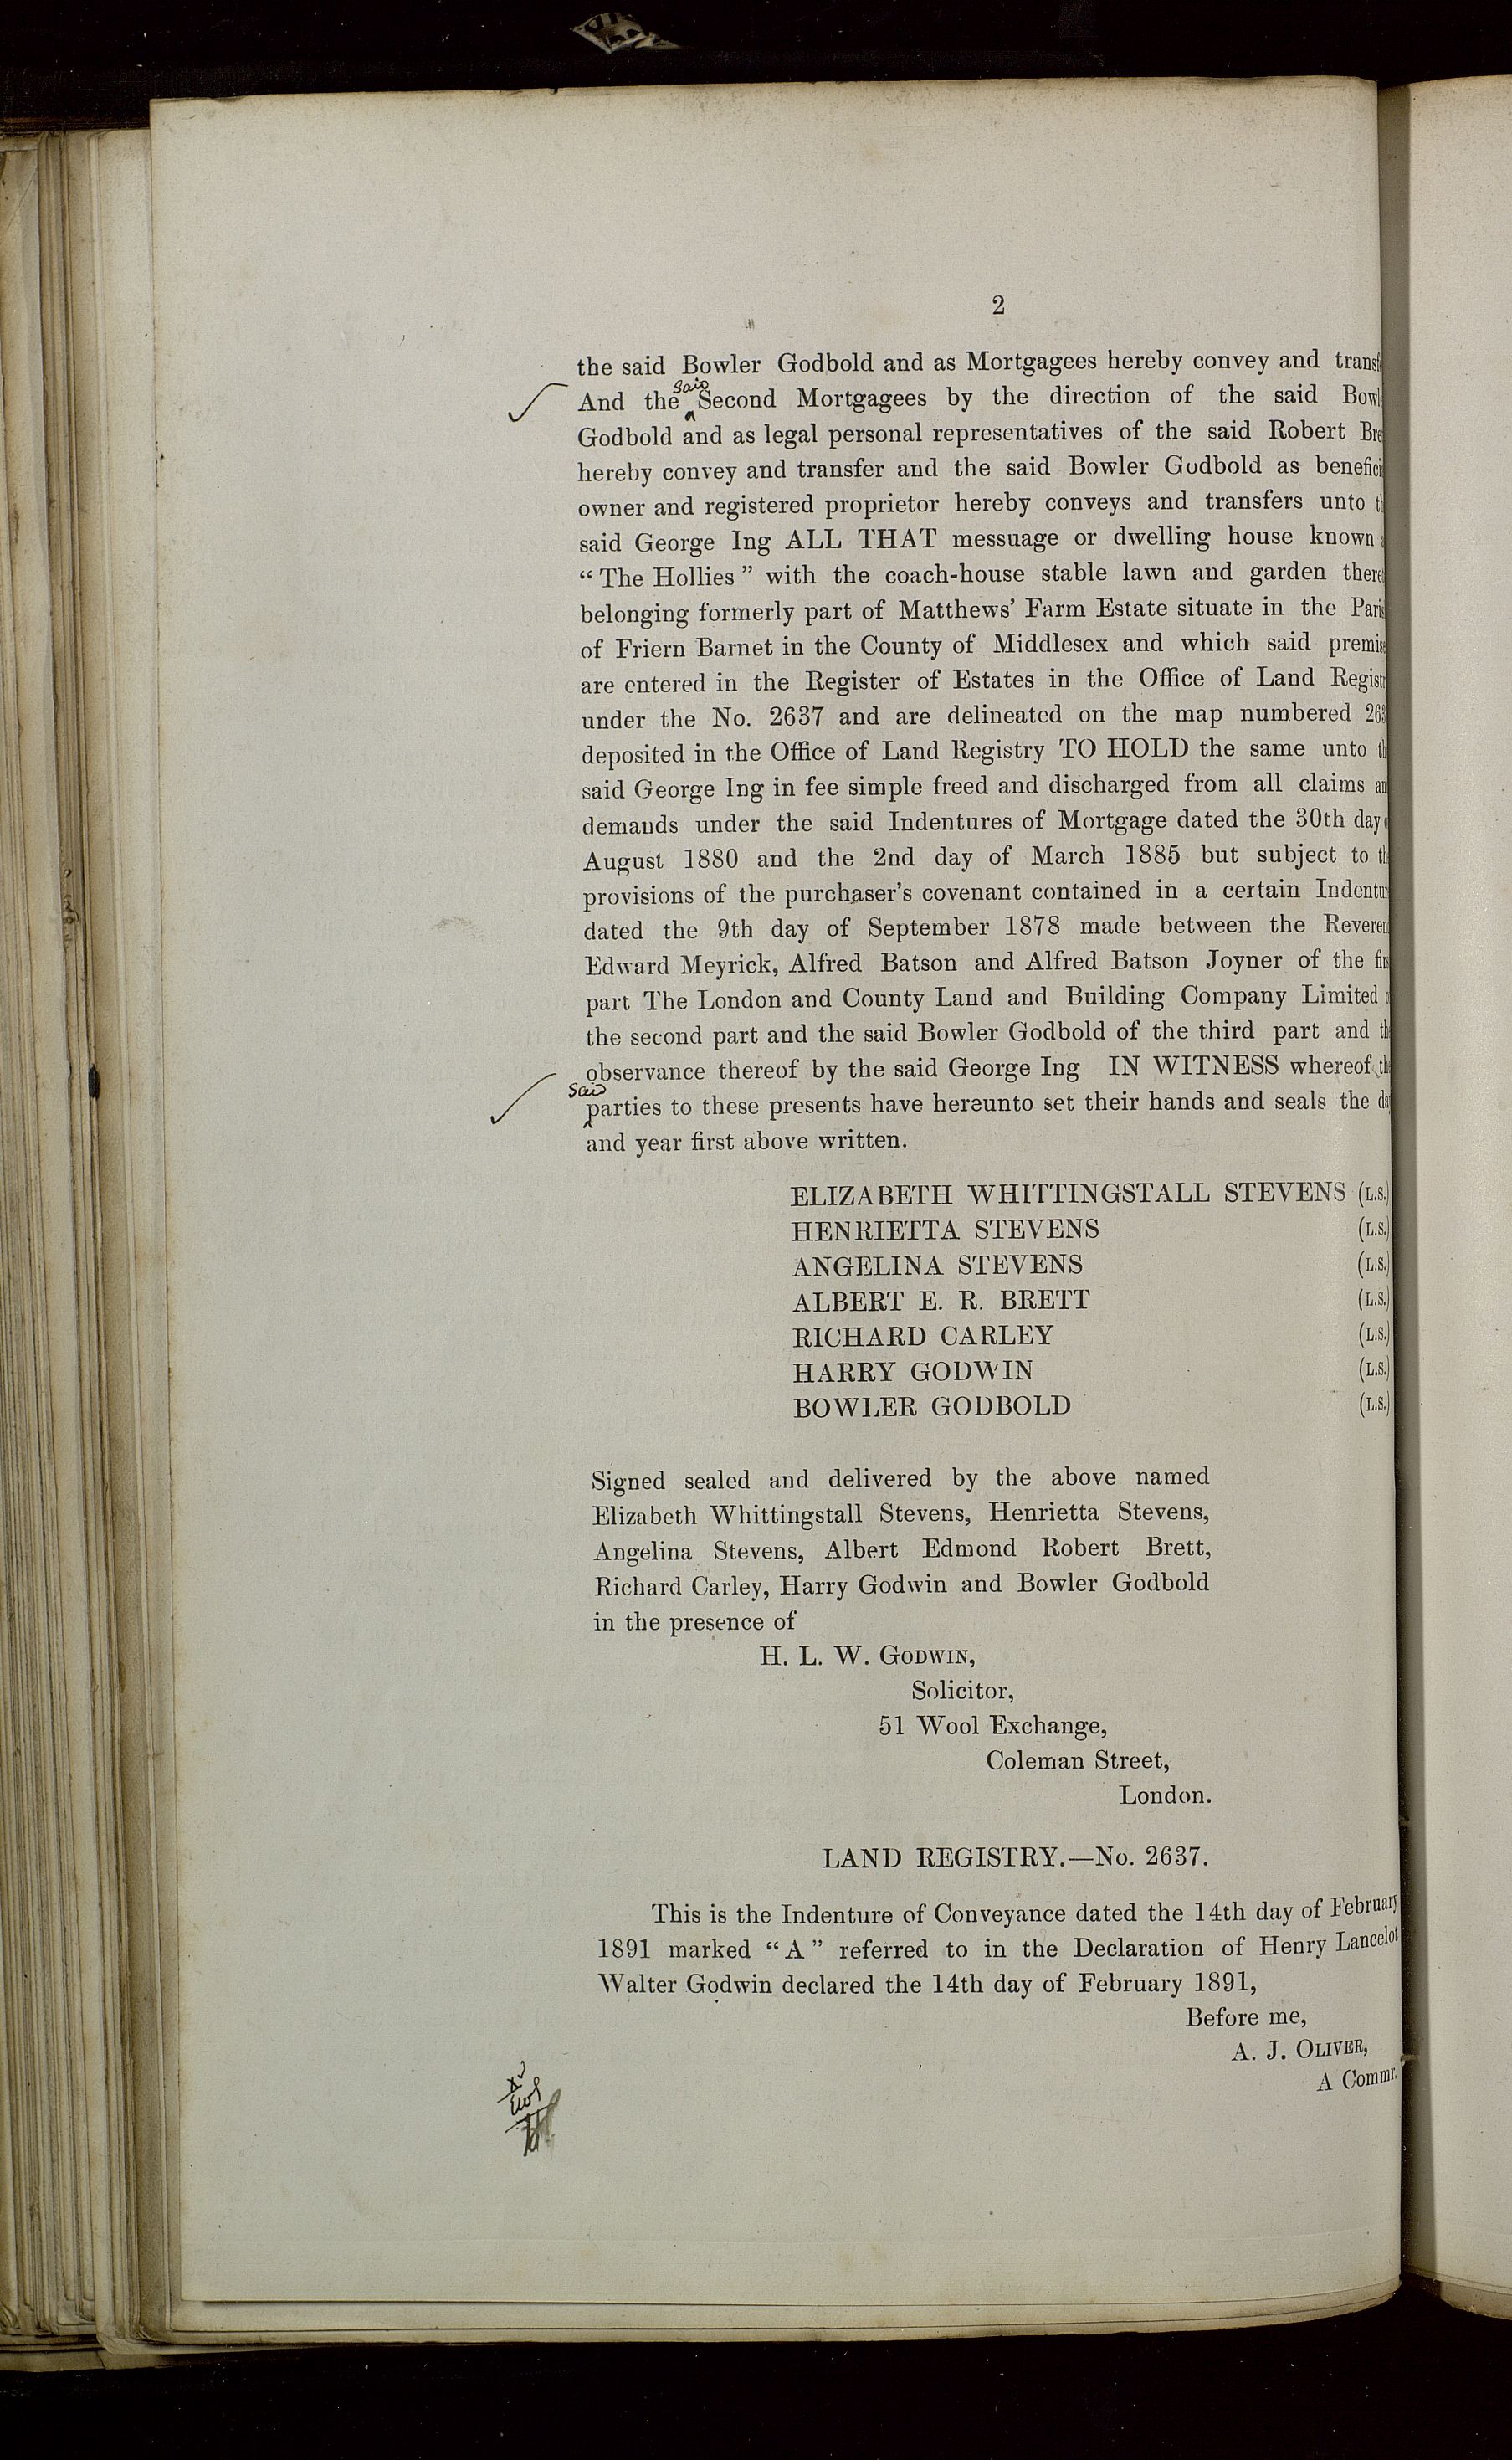 2
the said Bowler Godbold and as Mortgagees hereby convey and transf
said
And the Second Mortgagees by the direction of the said Bowl
Godbold and as legal personal representatives of the said Robert Bre
hereby convey and transfer and the said Bowler Godbold as benefici
owner and registered proprietor hereby conveys and transfers unto th
said George Ing ALL THAT messuage or dwelling house known
“The Hollies” with the coach-house stable lawn and garden there
belonging formerly part of Matthews’ Farm Estate situate in the Paris
of Friern Barnet in the County of Middlesex and which said premis
are entered in the Register of Estates in the Office of Land Registr
under the No. 2637 and are delineated on the map numbered 263
deposited in the Office of Land Registry TO HOLD the same unto th
said George Ing in fee simple freed and discharged from all claims an
demands under the said Indentures of Mortgage dated the 30th day
August 1880 and the 2nd day of March 1885 but subject to th
provisions of the purchaser’s covenant contained in a certain Indentur
dated the 9th day of September 1878 made between the Reveren
Edward Meyrick, Alfred Batson and Alfred Batson Joyner of the firs
part The London and County Land and Building Company Limited
the second part and the said Bowler Godbold of the third part and th
observance thereof by the said George Ing IN WITNESS whereof th
said
parties to these presents have hereunto set their hands and seals the da
and year first above written.
ELIZABETH WHITTINGSTALL STEVENS (L.S.)
HENRIETTA STEVENS (L.S.)
ANGELINA STEVENS (L.S.)
ALBERT E. R. BRETT (L.S.)
RICHARD CARLEY (L.S.)
HARRY GODWIN (L.S.)
BOWLER GODBOLD (L.S.)
Signed sealed and delivered by the above named
Elizabeth Whittingstall Stevens, Henrietta Stevens,
Angelina Stevens, Albert Edmond Robert Brett,
Richard Carley, Harry Godwin and Bowler Godbold
in the presence of
H. L. W. GODWIN,
Solicitor,
51 Wool Exchange,
Coleman Street,
London.
LAND REGISTRY.—No. 2637.
This is the Indenture of Conveyance dated the 14th day of February
1891 marked “A” referred to in the Declaration of Henry Lancelot
Walter Godwin declared the 14th day of February 1891,
Before me,
A. J. OLIVER,
A Commr.